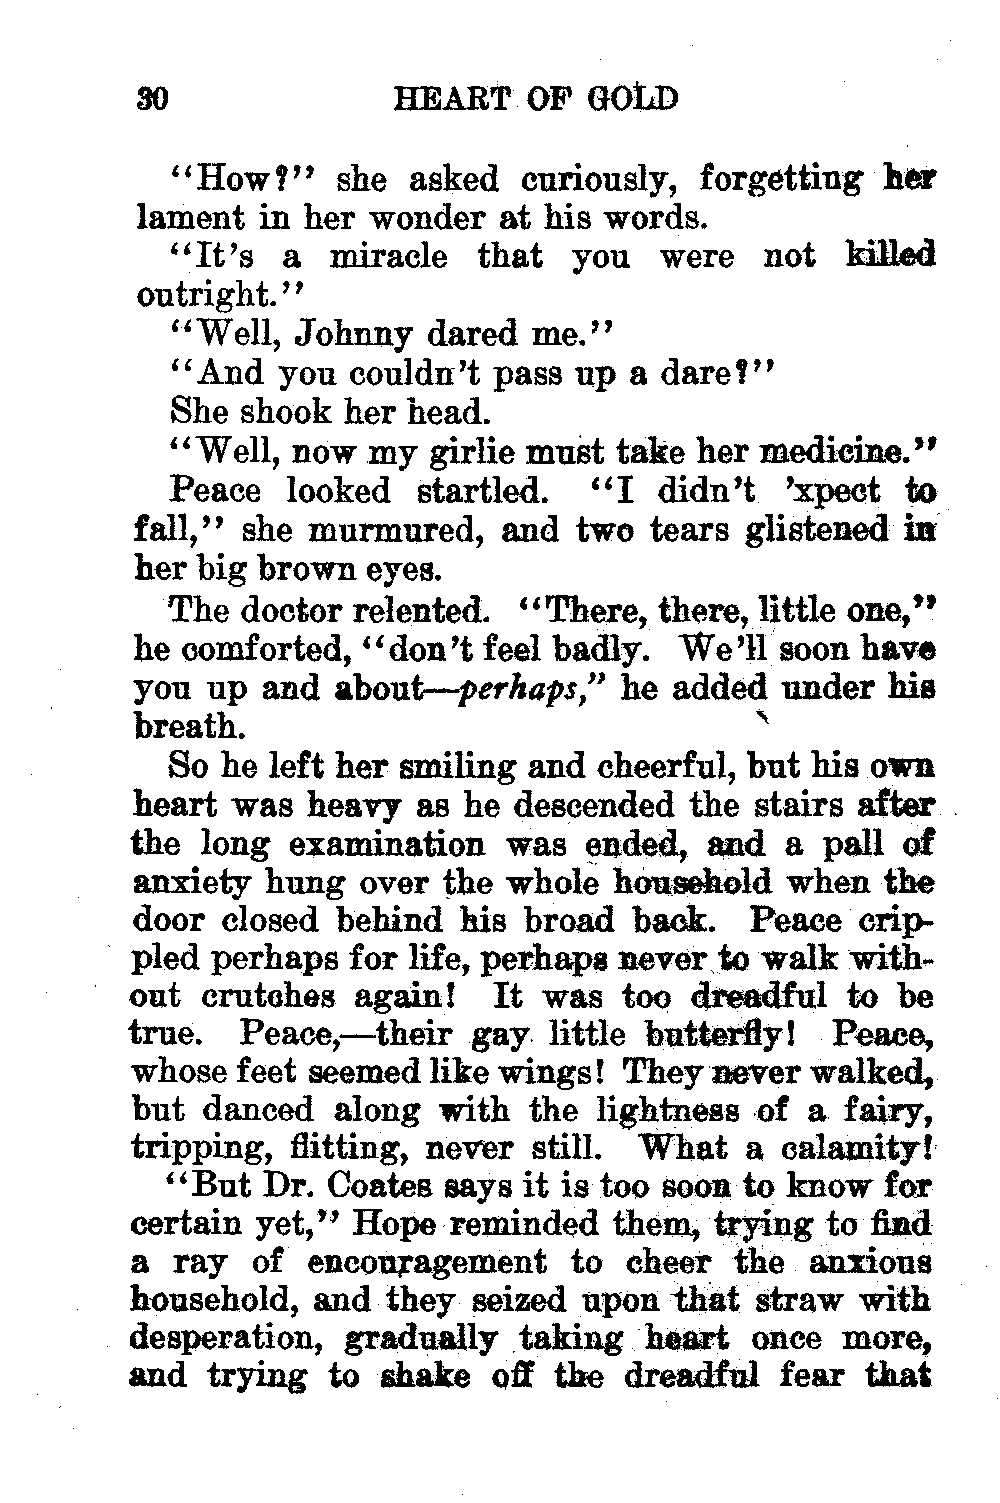 30 HEART OF GOLD
"How?" she asked curiously, forgetting her
lament in her wonder at his words.
"It's a miracle that you were not killed
outright."
"Well, Johnny dared me."
"And you couldn't pass up a dare?"
She shook her head.
"Well, now my girlie must take her medicine."
Peace looked startled. "I didn't 'xpect to
fall," she murmured, and two tears glistened in
her big brown eyes.
The doctor relented. "There, there, little one,"
he comforted, "don't feel badly. We'll soon have
you up and about—perhaps," he added under his
breath.
So he left her smiling and cheerful, but his own
heart was heavy as he descended the stairs after
the long examination was ended, and a pall of
anxiety hung over the whole household when the
door closed behind his broad back. Peace crip-
pled perhaps for life, perhaps never to walk with-
out crutches again! It was too dreadful to be
true. Peace,—their gay little butterfly! Peace,
whose feet seemed like wings! They never walked,
but danced along with the lightness of a fairy,
tripping, flitting, never still. What a calamity!
"But Dr. Coates says it is too soon to know for
certain yet," Hope reminded them, trying to find
a ray of encouragement to cheer the anxious
household, and they seized upon that straw with
desperation, gradually taking heart once more,
and trying to shake off the dreadful fear that